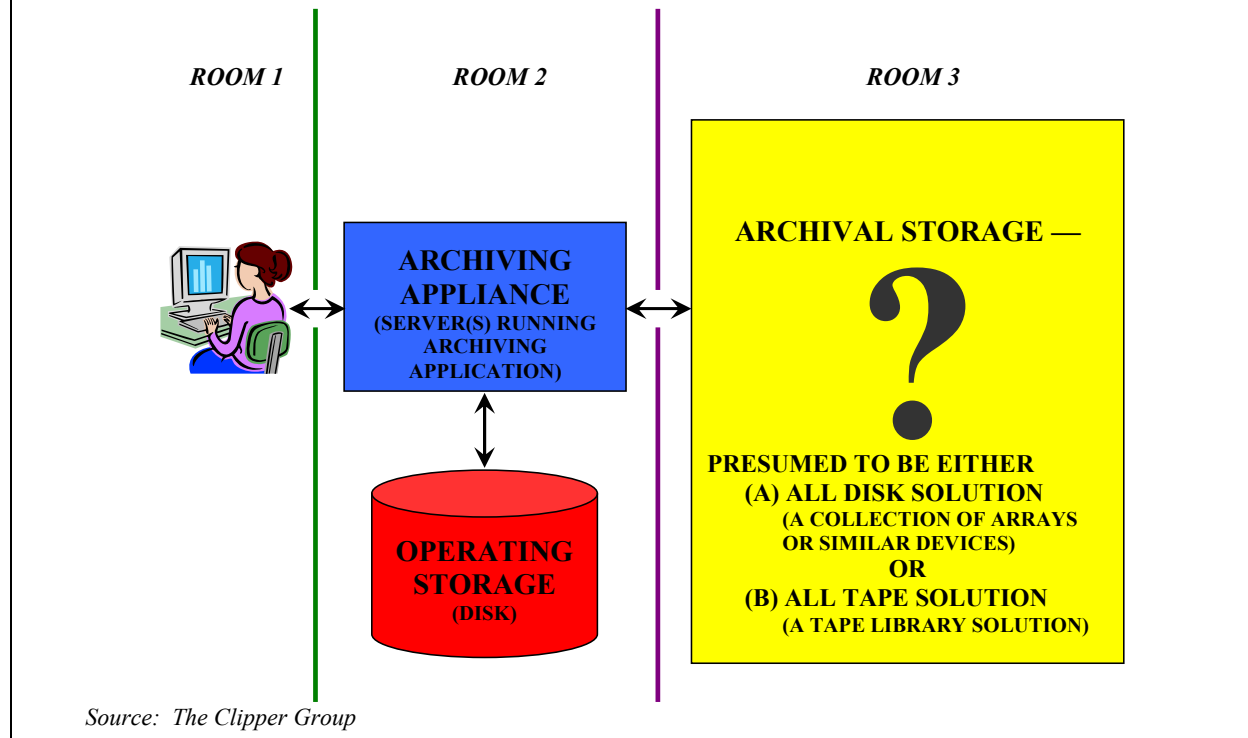 ROOM 1
ROOM 2
ROOM 3
ARCHIVING
APPLIANCE
(SERVER(S) RUNNING
ARCHIVING
APPLICATION)
OPERATING
STORAGE
(DISK)
ARCHIVAL STORAGE —
?
PRESUMED TO BE EITHER
(A) ALL DISK SOLUTION
(A COLLECTION OF ARRAYS
OR SIMILAR DEVICES)
OR
(B) ALL TAPE SOLUTION
(A TAPE LIBRARY SOLUTION)
Source: The Clipper Group